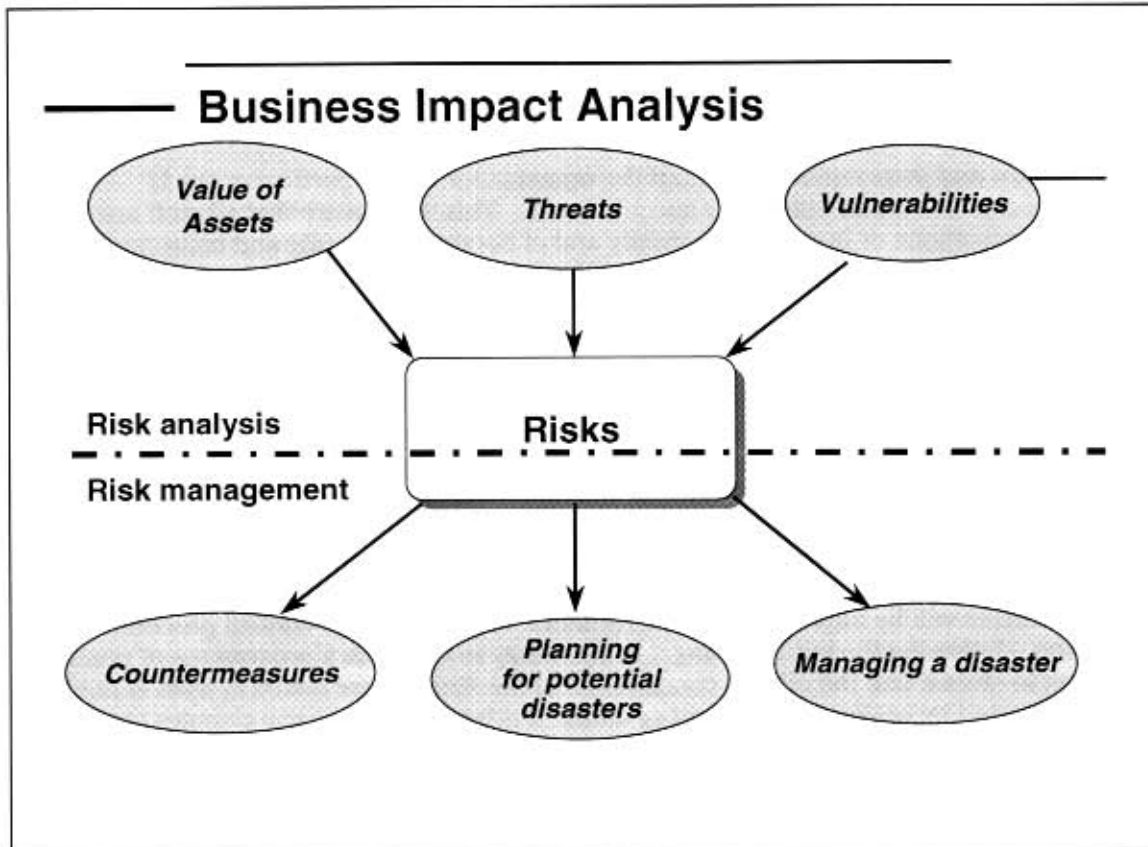 Business Impact Analysis
Value of
Assets
Threats
Vulnerabilities
Risks
Risk analysis
Risk management
Countermeasures
Planning
for potential
disasters
Managing a disaster